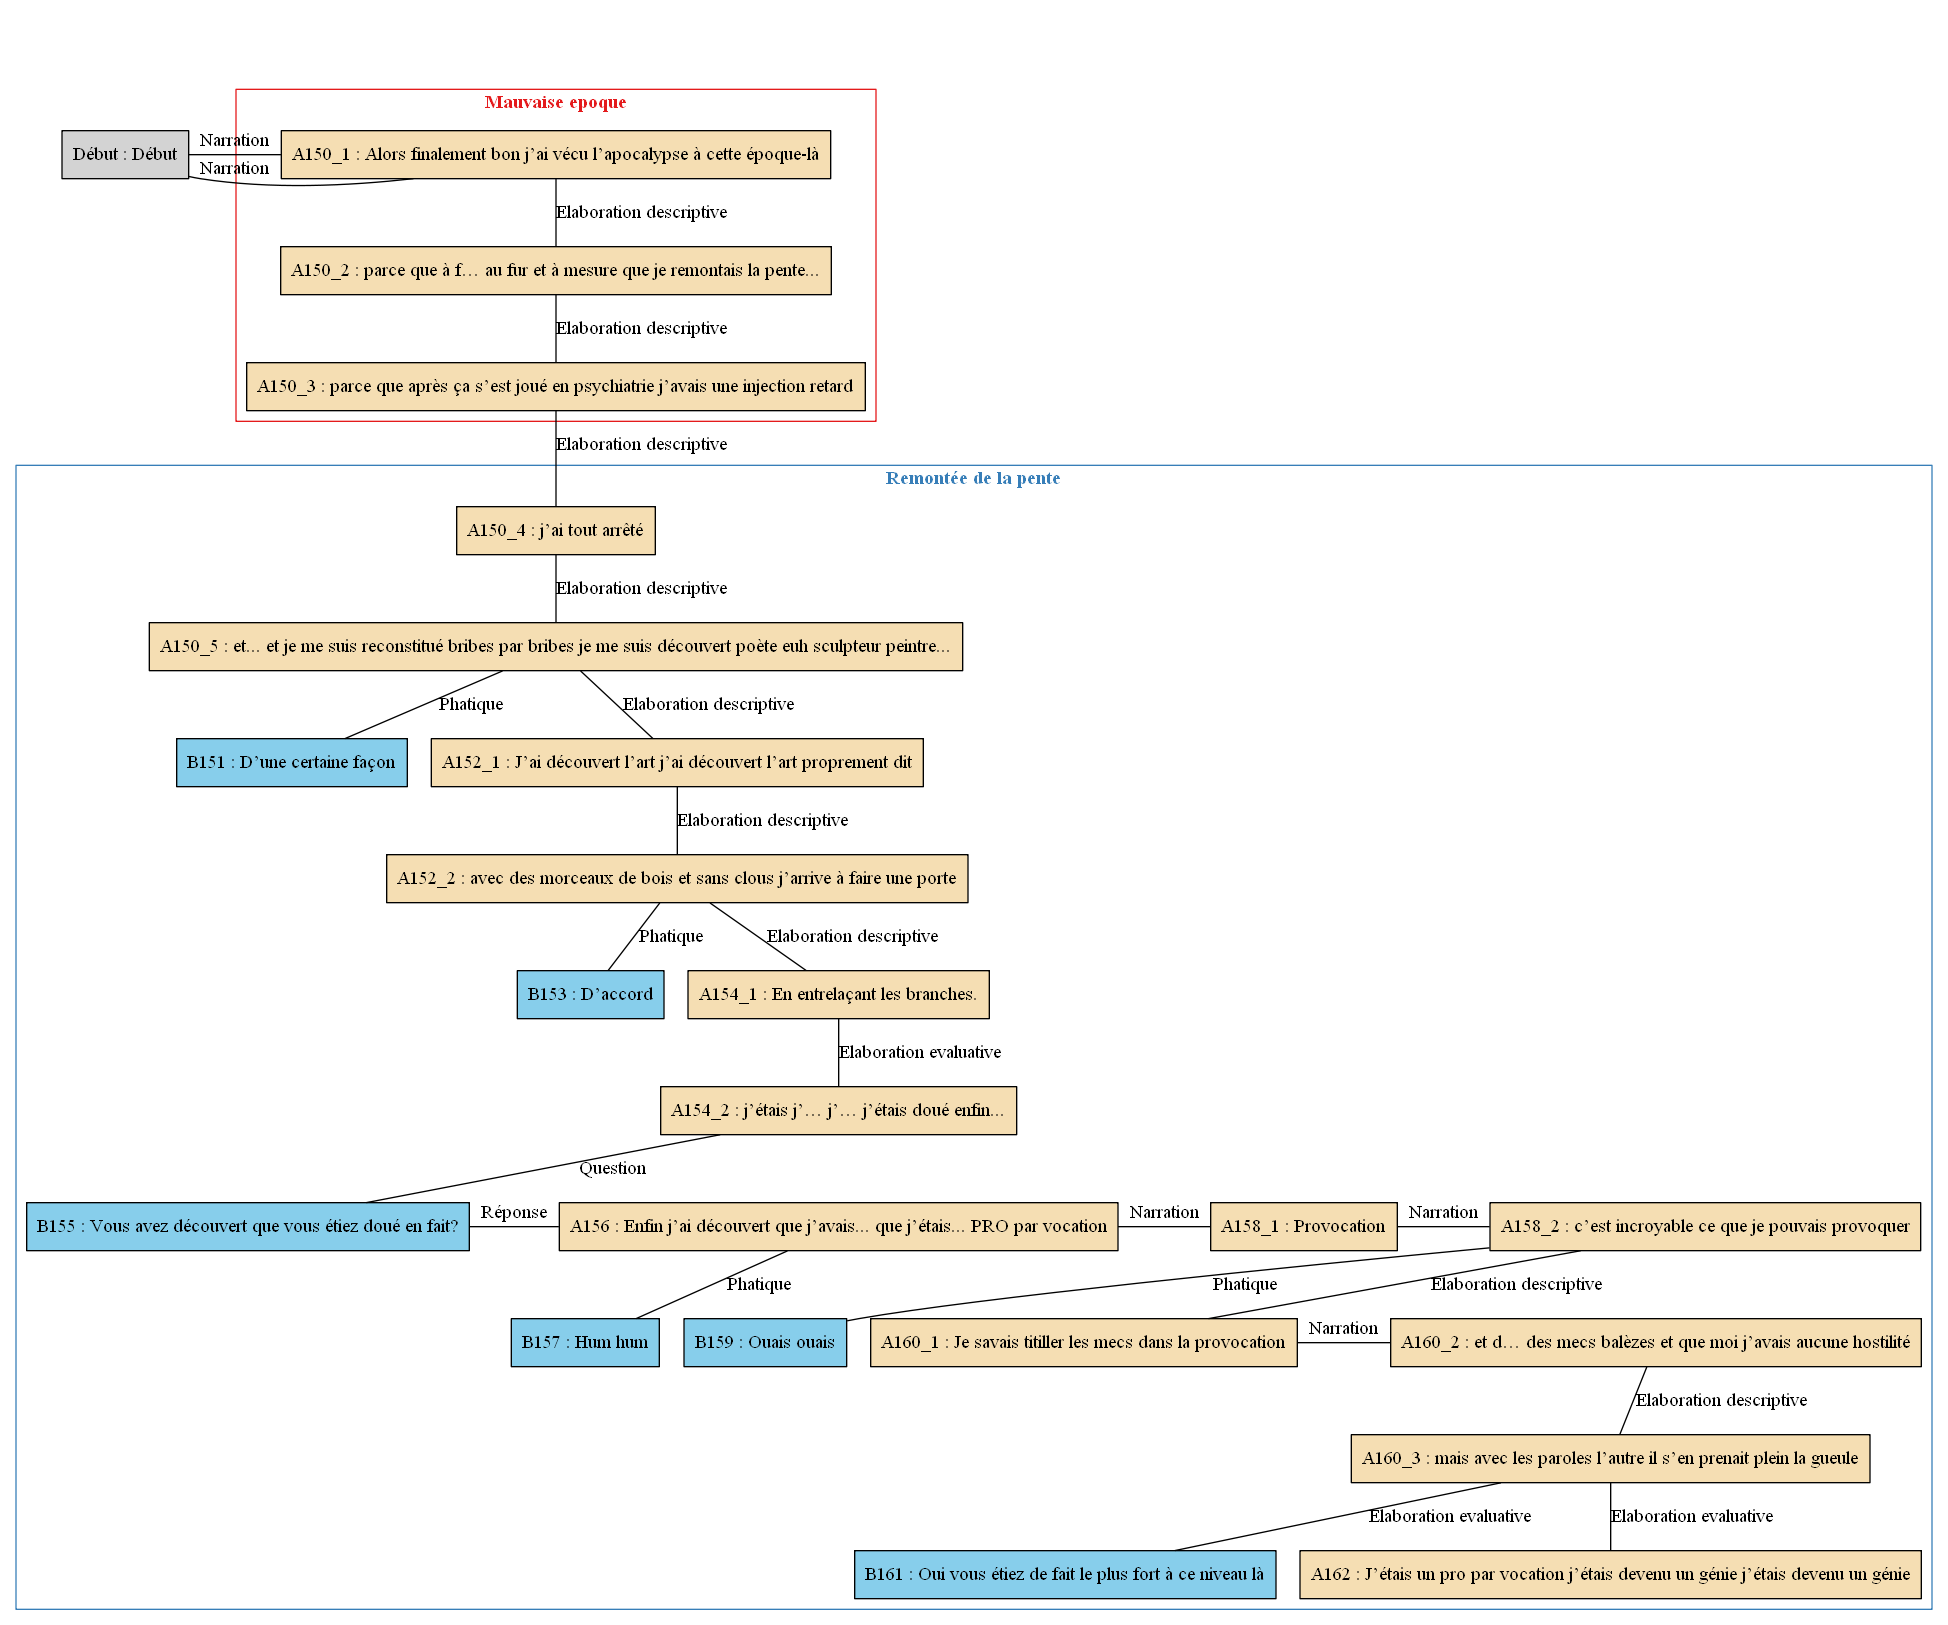 Mauvaise epoque
Début : Début
Narration
A150_1 : Alors finalement bon j’ai vécu l’apocalypse à cette époque-là
Narration
Elaboration descriptive
A150_2 : parce que à f… au fur et à mesure que je remontais la pente...
Elaboration descriptive
A150_3 : parce que après ça s’est joué en psychiatrie j’avais une injection retard
Elaboration descriptive
Remontée de la pente
A150_4 : j’ai tout arrêté
Elaboration descriptive
A150_5 : et... et je me suis reconstitué bribes par bribes je me suis découvert poète euh sculpteur peintre...
Phatique
Elaboration descriptive
B151 : D’une certaine façon
A152_1 : J’ai découvert l’art j’ai découvert l’art proprement dit
Elaboration descriptive
A152_2 : avec des morceaux de bois et sans clous j’arrive à faire une porte
Phatique
Elaboration descriptive
B153 : D’accord
A154_1 : En entrelaçant les branches.
Elaboration evaluative
A154_2 : j’étais j’… j’… j’étais doué enfin...
Question
B155 : Vous avez découvert que vous étiez doué en fait?
Réponse
A156 : Enfin j’ai découvert que j’avais... que j’étais... PRO par vocation
Narration
A158_1 : Provocation
Narration
A158_2 : c’est incroyable ce que je pouvais provoquer
Phatique
Phatique
Elaboration descriptive
B157 : Hum hum
B159 : Ouais ouais
A160_1 : Je savais titiller les mecs dans la provocation
Narration
A160_2 : et d… des mecs balèzes et que moi j’avais aucune hostilité
Elaboration descriptive
A160_3 : mais avec les paroles l’autre il s’en prenait plein la gueule
Elaboration evaluative
Elaboration evaluative
B161 : Oui vous étiez de fait le plus fort à ce niveau là
A162 : J’étais un pro par vocation j’étais devenu un génie j’étais devenu un génie